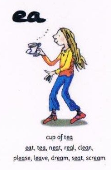 ea
cup of tea
eat, tea, neat, real, clean,
please, leave, dream, seat, scream